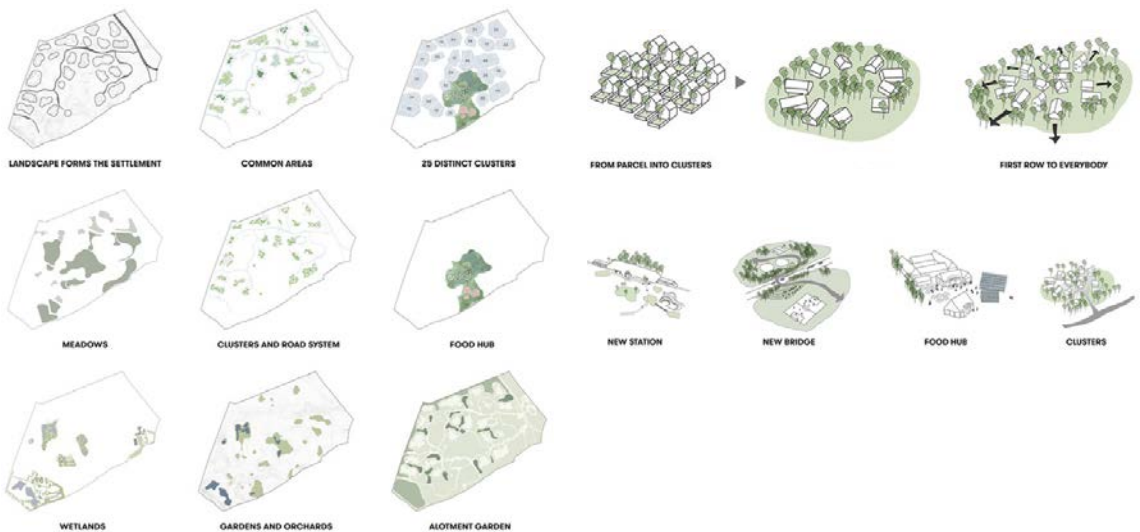 LANDSCAPE FORMS THE SETTLEMENT
COMMON AREAS
25 DISTINCT CLUSTERS
FROM PARCEL INTO CLUSTERS
FIRST ROW TO EVERYBODY
MEADOWS
CLUSTERS AND ROAD SYSTEM
FOOD HUB
NEW STATION
NEW BRIDGE
FOOD HUB
CLUSTERS
WETLANDS
GARDENS AND ORCHARDS
ALOTMENT GARDEN